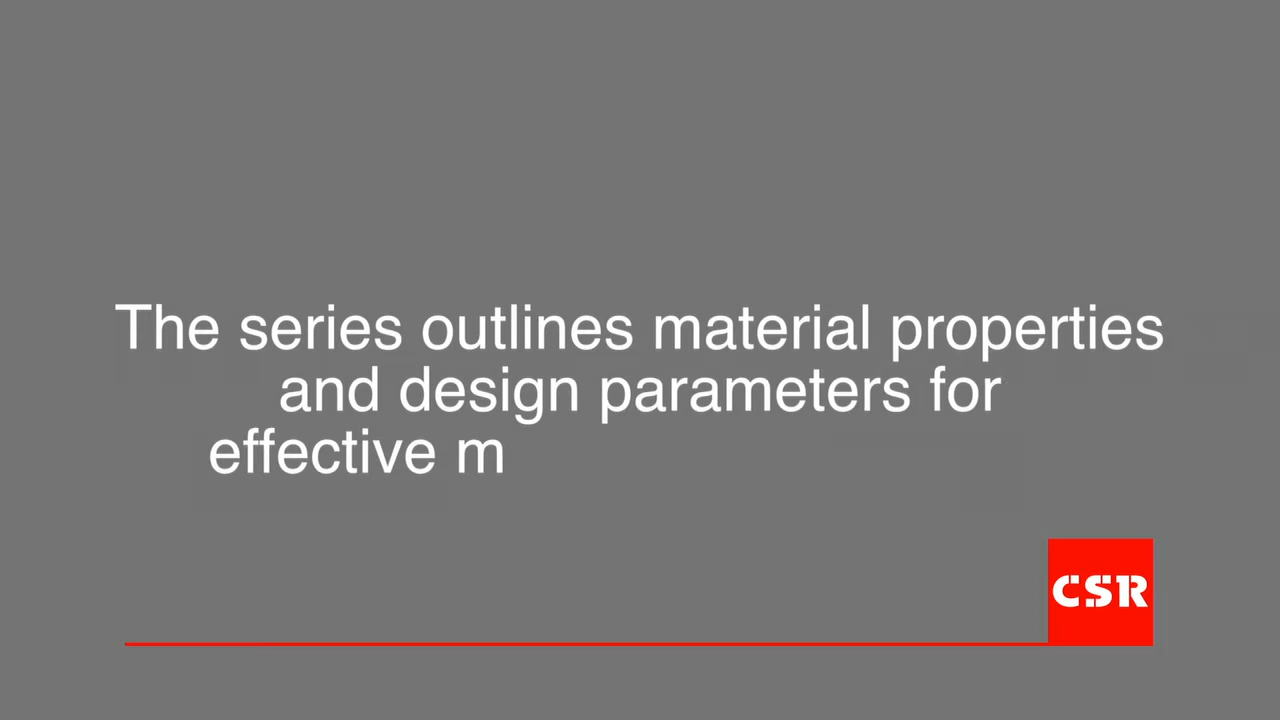 The series outlines material properties
and design parameters for
effective m
CSR